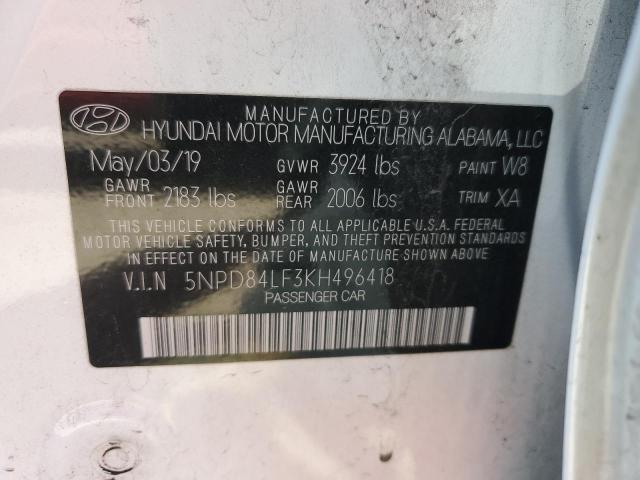 MANUFACTURED BY
HYUNDAI MOTOR MANUFACTURING ALABAMA, LLC
May/03/19 GVWR 3924 lbs PAINT W8
GAWR FRONT 2183 lbs GAWR REAR 2006 lbs TRIM XA
THIS VEHICLE CONFORMS TO ALL APPLICABLE U.S.A. FEDERAL
MOTOR VEHICLE SAFETY, BUMPER, AND THEFT PREVENTION STANDARDS
IN EFFECT ON THE DATE OF MANUFACTURE SHOWN ABOVE.
V.I.N 5NPD84LF3KH496418
PASSENGER CAR